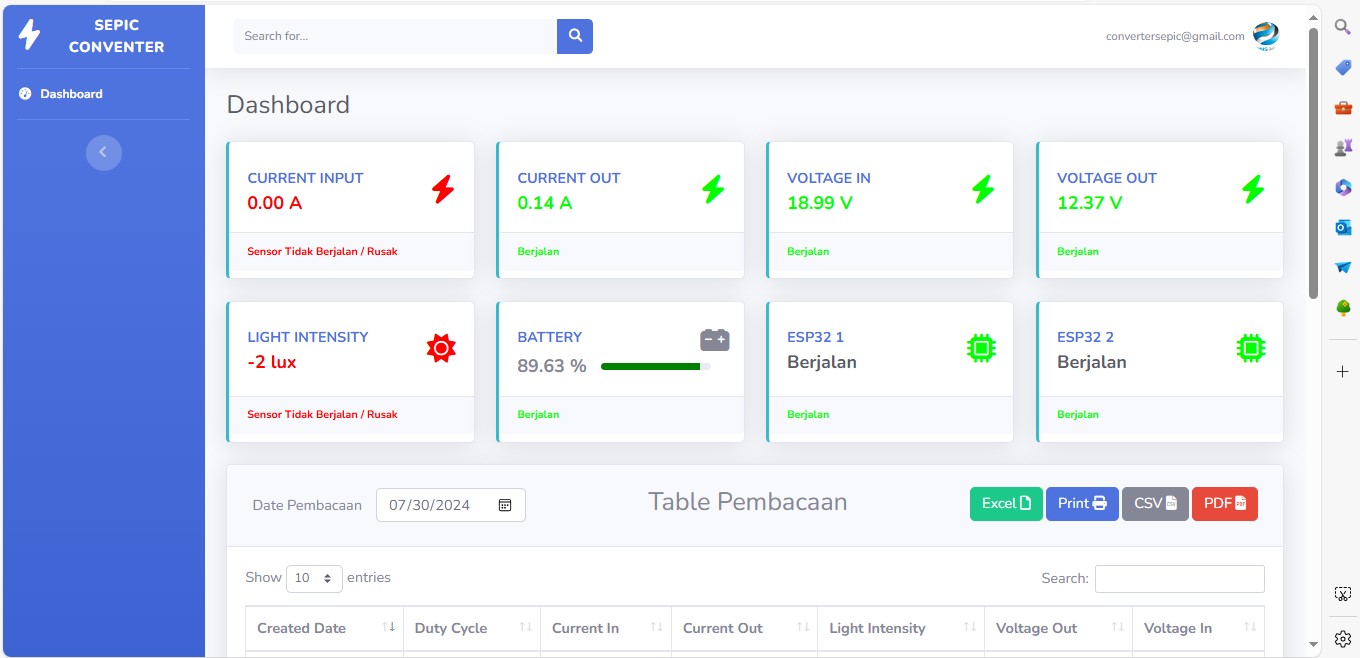 SEPIC
CONVENTER
Search for...
convertersepic@gmail.com
Dashboard
Dashboard
CURRENT INPUT
0.00 A
Sensor Tidak Berjalan / Rusak
CURRENT OUT
0.14 A
Berjalan
VOLTAGE IN
18.99 V
Berjalan
VOLTAGE OUT
12.37 V
Berjalan
LIGHT INTENSITY
-2 lux
Sensor Tidak Berjalan / Rusak
BATTERY
89.63 %
Berjalan
ESP32 1
Berjalan
Berjalan
ESP32 2
Berjalan
Berjalan
Date Pembacaan 07/30/2024
Table Pembacaan
Excel Print CSV PDF
Show 10 entries
Search:
Created Date Duty Cycle Current In Current Out Light Intensity Voltage Out Voltage In